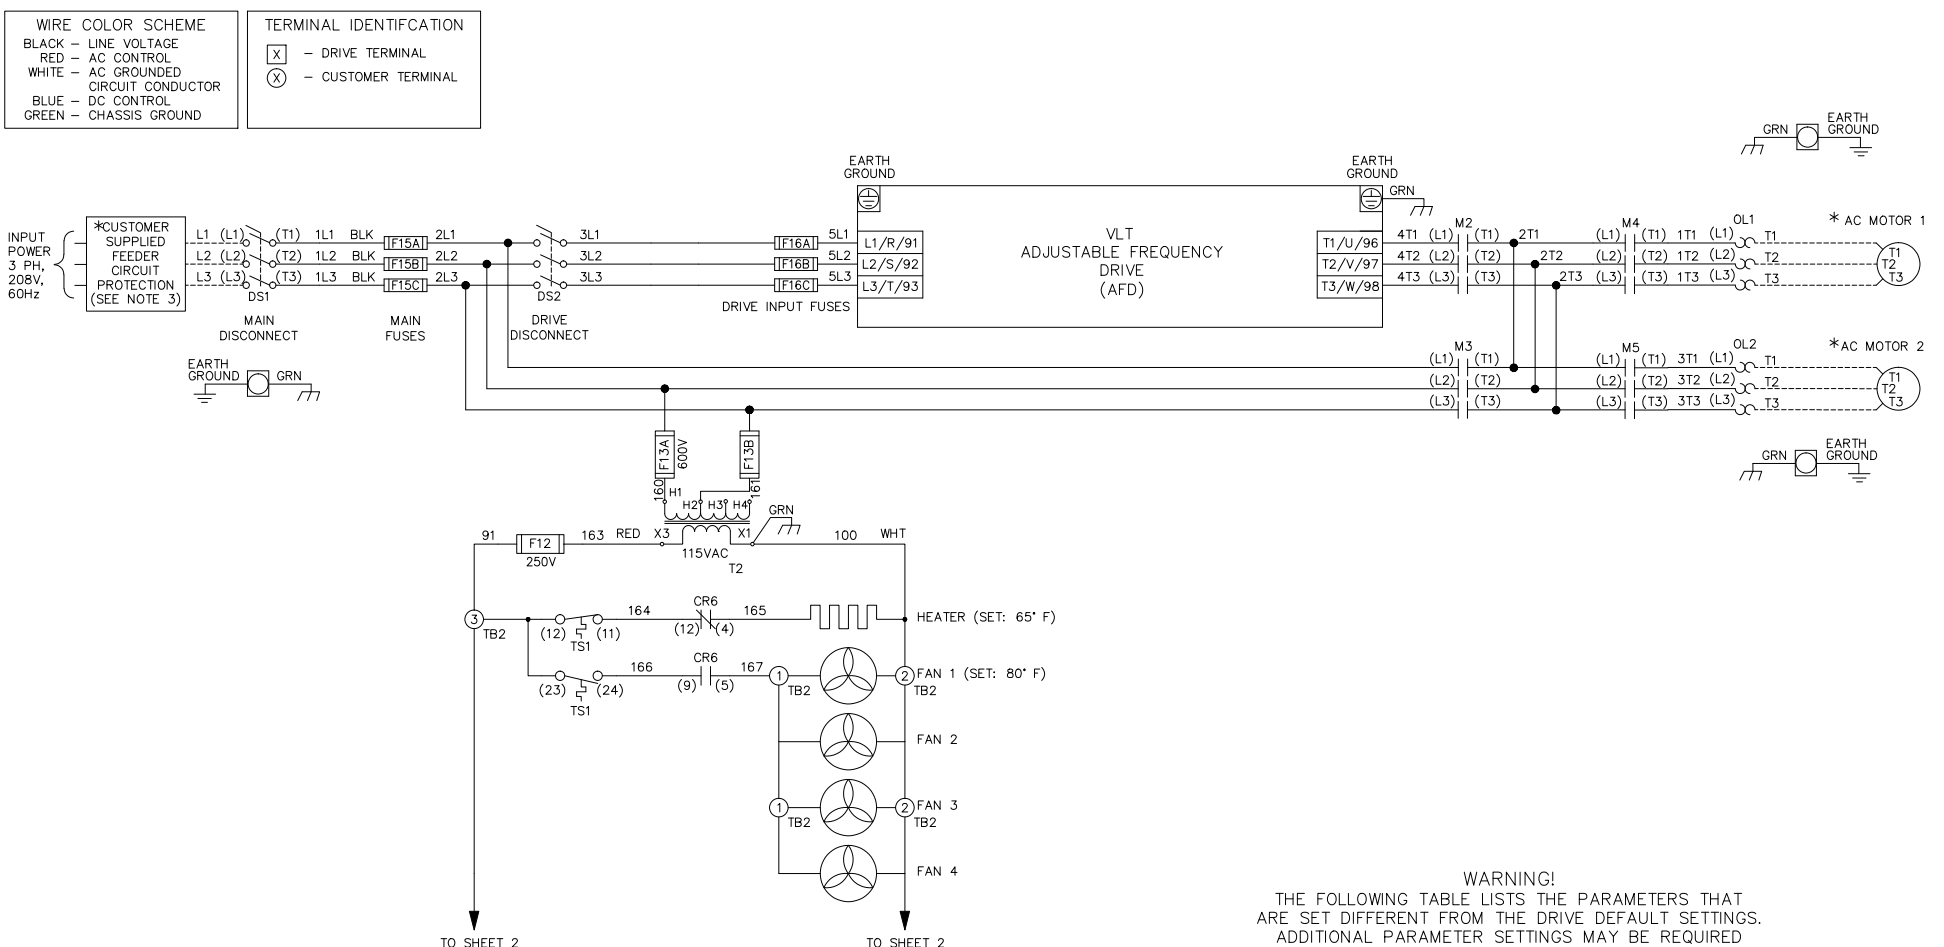 WIRE COLOR SCHEME
BLACK – LINE VOLTAGE
RED – AC CONTROL
WHITE – AC GROUNDED
CIRCUIT CONDUCTOR
BLUE – DC CONTROL
GREEN – CHASSIS GROUND
TERMINAL IDENTIFCATION
X – DRIVE TERMINAL
X – CUSTOMER TERMINAL
GRN
EARTH
GROUND
INPUT
POWER
3 PH,
208V,
60Hz
*CUSTOMER
SUPPLIED
FEEDER
CIRCUIT
PROTECTION
(SEE NOTE 3)
L1 (L1) (T1) 1L1 BLK F15A 2L1 3L1 F16A 5L1 L1/R/91
L2 (L2) (T2) 1L2 BLK F15B 2L2 3L2 F16B 5L2 L2/S/92
L3 (L3) (T3) 1L3 BLK F15C 2L3 3L3 F16C 5L3 L3/T/93
DS1
MAIN
DISCONNECT
MAIN
FUSES
DS2
DRIVE
DISCONNECT
DRIVE INPUT FUSES
EARTH
GROUND
VLT
ADJUSTABLE FREQUENCY
DRIVE
(AFD)
EARTH
GROUND
GRN
M2 M4 OL1 * AC MOTOR 1
T1/U/96 4T1 (L1) (T1) 2T1 (L1) (T1) 1T1 (L1) T1
T2/V/97 4T2 (L2) (T2) 2T2 (L2) (T2) 1T2 (L2) T2
T3/W/98 4T3 (L3) (T3) 2T3 (L3) (T3) 1T3 (L3) T3
T1
T2
T3
EARTH
GROUND GRN
M3 M5 OL2 *AC MOTOR 2
(L1) (T1) (L1) (T1) 3T1 (L1) T1
(L2) (T2) (L2) (T2) 3T2 (L2) T2
(L3) (T3) (L3) (T3) 3T3 (L3) T3
T1
T2
T3
GRN
EARTH
GROUND
F13A
600V
F13B
160
161
H1
H2 H3 H4
GRN
91 F12 163 RED X3 X1 100 WHT
250V
115VAC
T2
3
TB2
(12) (11)
TS1
164
CR6
(12) (4)
165
HEATER (SET: 65° F)
(23) (24)
TS1
166
CR6
(9) (5)
167
1
TB2
2
TB2
FAN 1 (SET: 80° F)
FAN 2
1
TB2
2
TB2
FAN 3
FAN 4
TO SHEET 2
TO SHEET 2
WARNING!
THE FOLLOWING TABLE LISTS THE PARAMETERS THAT
ARE SET DIFFERENT FROM THE DRIVE DEFAULT SETTINGS.
ADDITIONAL PARAMETER SETTINGS MAY BE REQUIRED